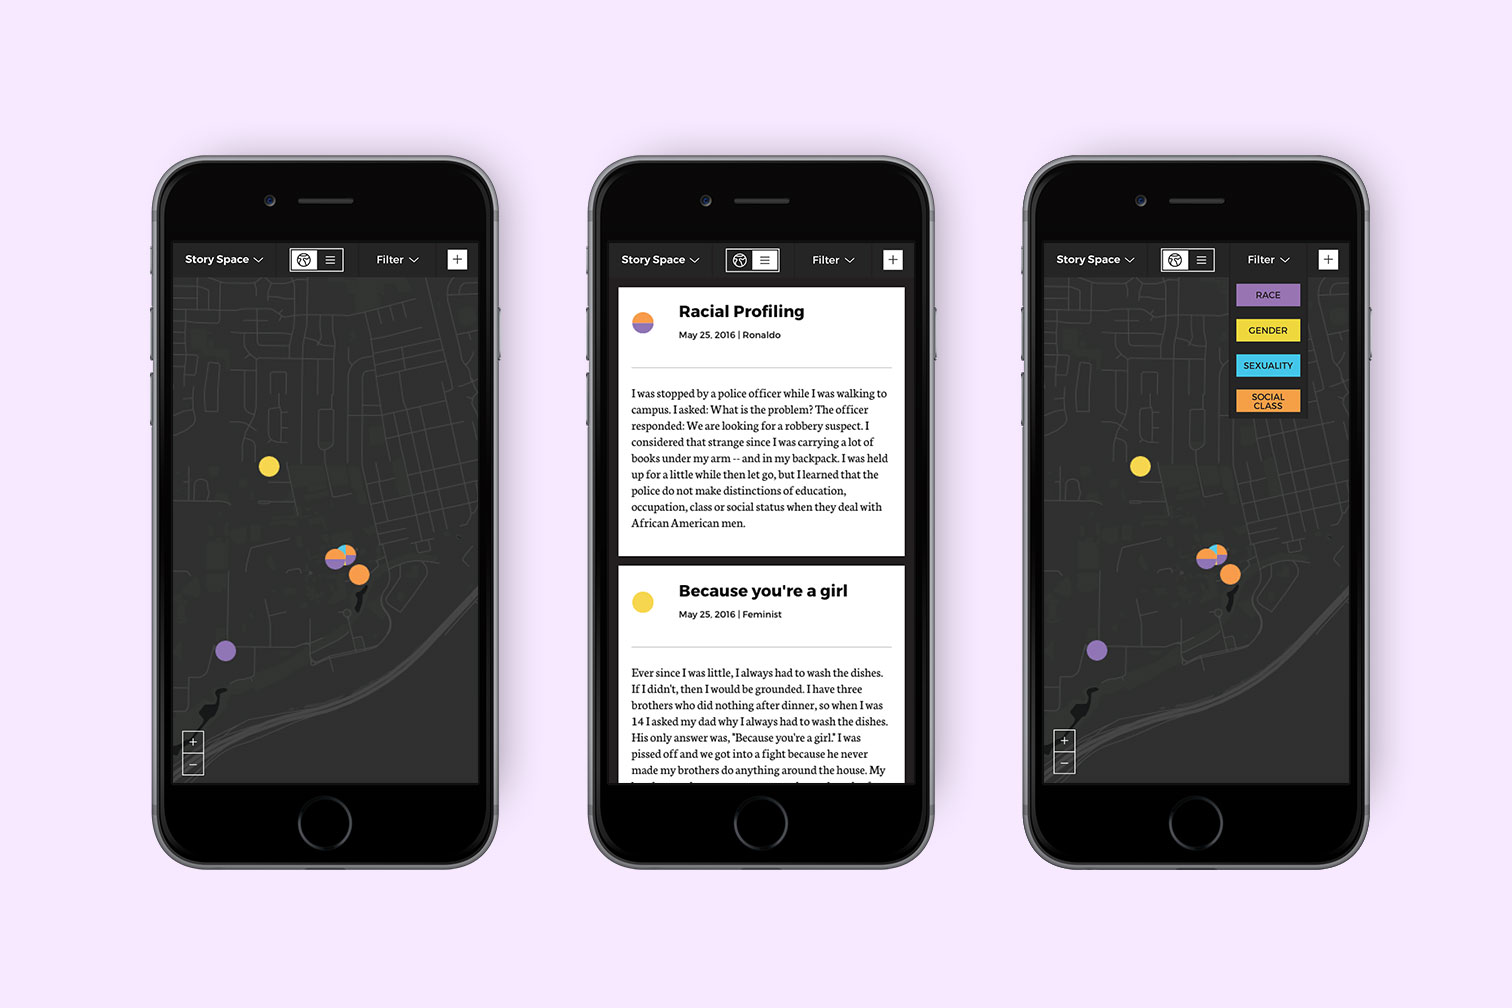 Story Space
Filter
+
+
−
Story Space
Filter
+
Racial Profiling
May 25, 2016 | Ronaldo
I was stopped by a police officer while I was walking to
campus. I asked: What is the problem? The officer
responded: We are looking for a robbery suspect. I
considered that strange since I was carrying a lot of
books under my arm -- and in my backpack. I was held
up for a little while then let go, but I learned that the
police do not make distinctions of education,
occupation, class or social status when they deal with
African American men.
Because you're a girl
May 25, 2016 | Feminist
Ever since I was little, I always had to wash the dishes.
If I didn't, then I would be grounded. I have three
brothers who did nothing after dinner, so when I was
14 I asked my dad why I always had to wash the dishes.
His only answer was, "Because you're a girl." I was
pissed off and we got into a fight because he never
made my brothers do anything around the house. My
Story Space
Filter
+
RACE
GENDER
SEXUALITY
SOCIAL
CLASS
+
−